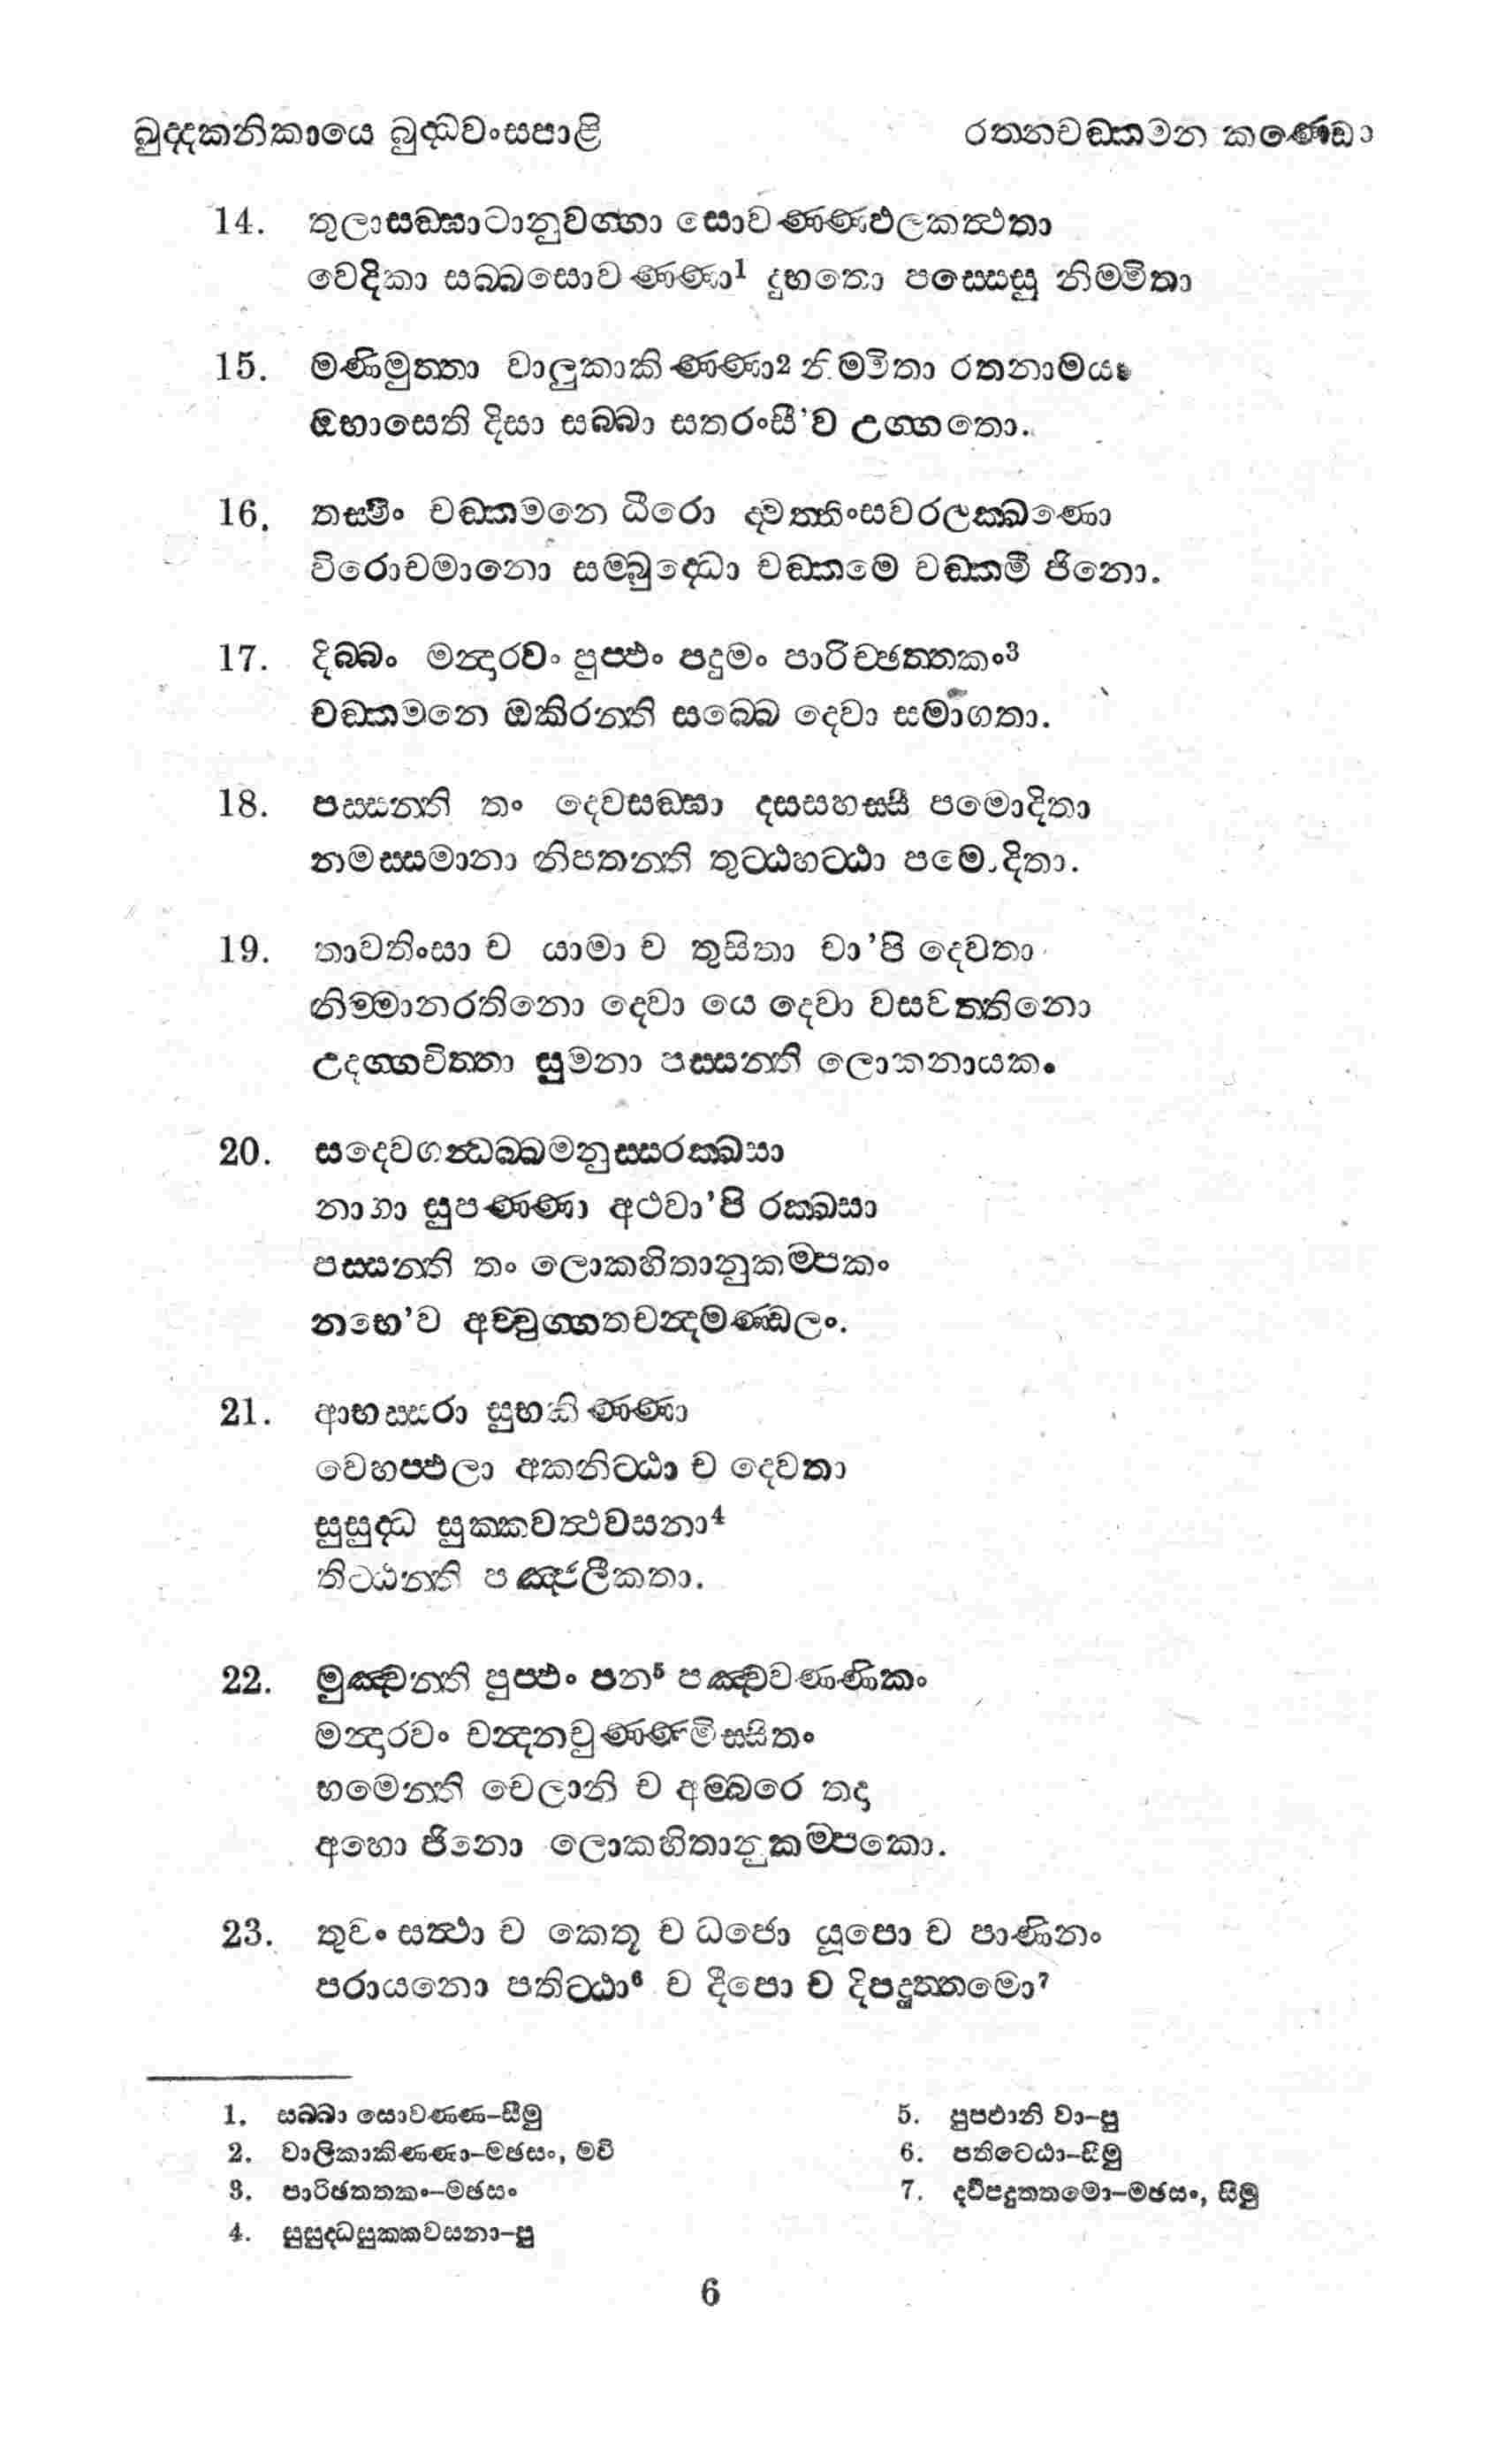 ඛුද්දකනිකායෙ බුද්ධවංසපාළි
රතනචඞ්කමන කණ්ඩො
14. තුලාසඞ්ඝාටානුවග්ගා සොවණ්ණඵලකත්ථතා
වෙදිකා සබ්බසොවණ්ණා1 දුභතො පස්සෙසු නිම්මිතා
15. මණිමුත්තා වාලුකාකිණ්ණා2 නිම්මිතා රතනාමයා
ඔභාසෙති දිසා සබ්බා සතරංසී'ව උග්ගතො.
16. තස්මිං චඞ්කමනෙ ධීරො ද්වත්තිංසවරලක්ඛණො
විරොචමානො සම්බුද්ධො චඞ්කමෙ චඞ්කමී ජිනො.
17. දිබ්බං මන්දාරවං පුප්ඵං පදුමං පාරිච්ඡත්තකං3
චඞ්කමනෙ ඔකිරන්ති සබ්බෙ දෙවා සමාගතා.
18. පස්සන්ති තං දෙවසඞ්ඝා දසසහස්සී පමොදිතා
නමස්සමානා නිපතන්ති තුට්ඨහට්ඨා පමොදිතා.
19. තාවතිංසා ච යාමා ච තුසිතා චා'පි දෙවතා
නිම්මානරතිනො දෙවා යෙ දෙවා වසවත්තිනො
උදග්ගචිත්තා සුමනා පස්සන්ති ලොකනායකං
20. සදෙවගන්ධබ්බමනුස්සරක්ඛසා
නාගා සුපණ්ණා අථවා'පි රක්ඛසා
පස්සන්ති තං ලොකහිතානුකම්පකං
නභෙ'ව අච්චුග්ගතචන්දමණ්ඩලං.
21. ආභස්සරා සුභකිණ්ණා
වෙහප්ඵලා අකනිට්ඨා ච දෙවතා
සුසුද්ධ සුක්කවත්ථවසනා4
තිට්ඨන්ති පඤ්ජලීකතා.
22. මුඤ්චන්ති පුප්ඵං පන5 පඤ්චවණ්ණිකං
මන්දාරවං චන්දනචුණ්ණමිස්සිතං
භමෙන්ති චෙලානි ච අම්බරෙ තදා
අහො ජිනො ලොකහිතානුකම්පකො.
23. තුවං සත්ථා ච කෙතූ ච ධජො යූපො ච පාණිනං
පරායනො පතිට්ඨා6 ච දීපො ච දිපදුත්තමො7
1. සබ්බා සොවණ්ණ–සීමු
2. වාලිකාකිණ්ණා–මඡසං, මවි
3. පාරිඡත්තකං–මඡසං
4. සුසුද්ධසුක්කවසනා–පු
5. පුප්ඵානි වා–පු
6. පතිට්ඨො–සීමු
7. ද්විපදුත්තමො–මඡසං, සිමු
6